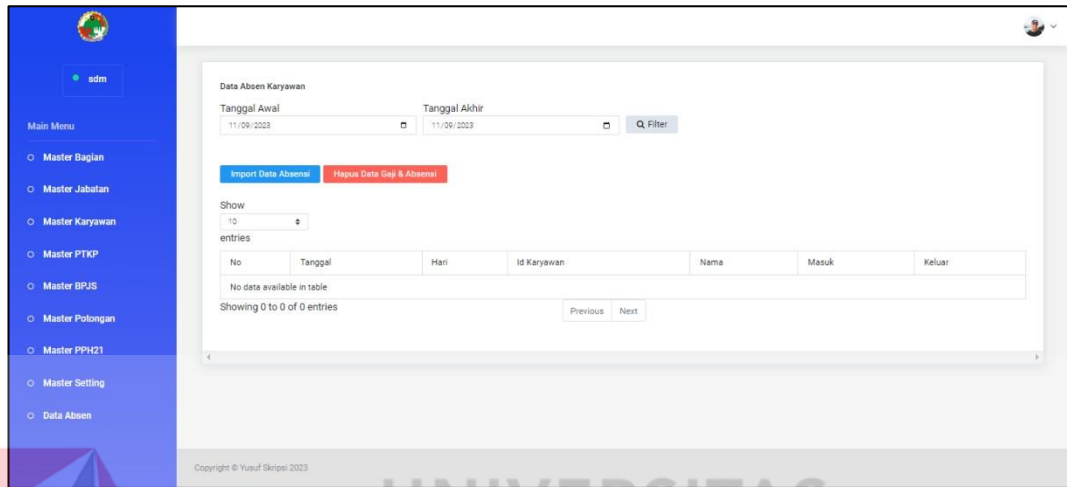 sdm
Main Menu
Master Bagian
Master Jabatan
Master Karyawan
Master PTKP
Master BPJS
Master Potongan
Master PPH21
Master Setting
Data Absen
Data Absen Karyawan
Tanggal Awal Tanggal Akhir
11/09/2023 11/09/2023 Filter
Import Data Absensi Hapus Data Gaji & Absensi
Show
10
entries
No Tanggal Hari Id Karyawan Nama Masuk Keluar
No data available in table
Showing 0 to 0 of 0 entries
Previous Next
Copyright © Yusuf Skripsi 2023
UNIVERSITAS